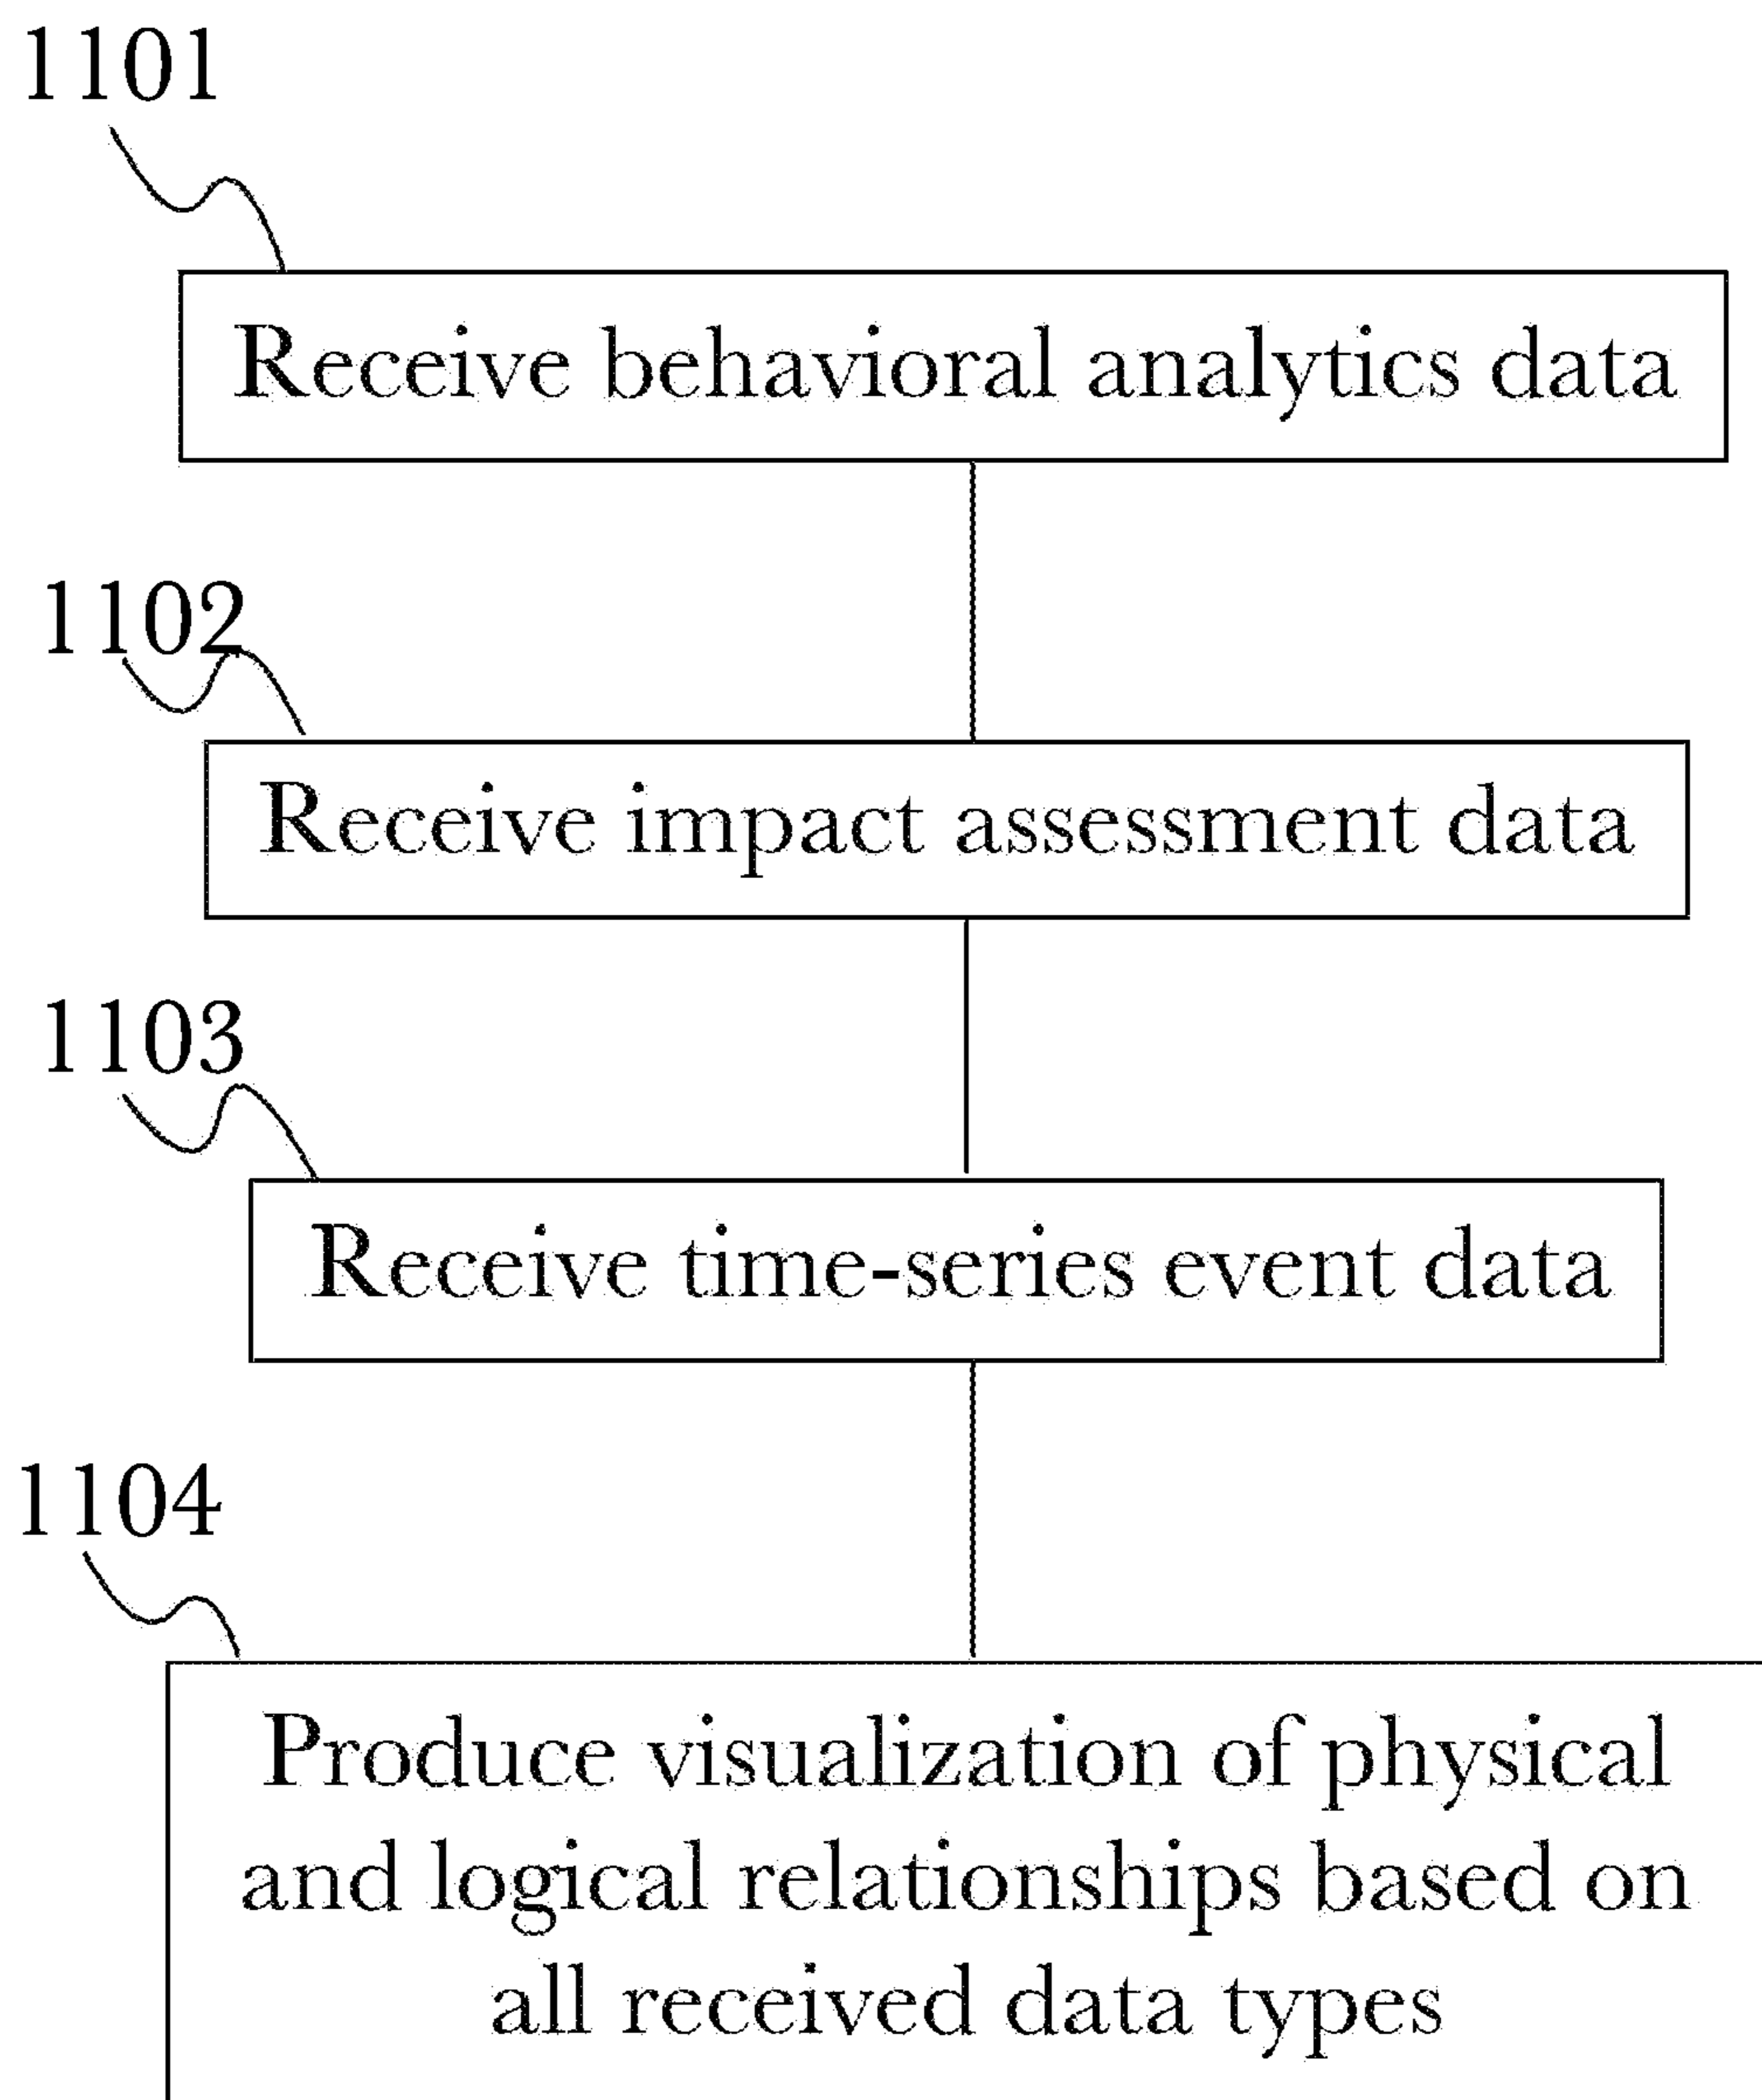 1101
Receive behavioral analytics data
1102
Receive impact assessment data
1103
Receive time-series event data
1104
Produce visualization of physical
and logical relationships based on
all received data types